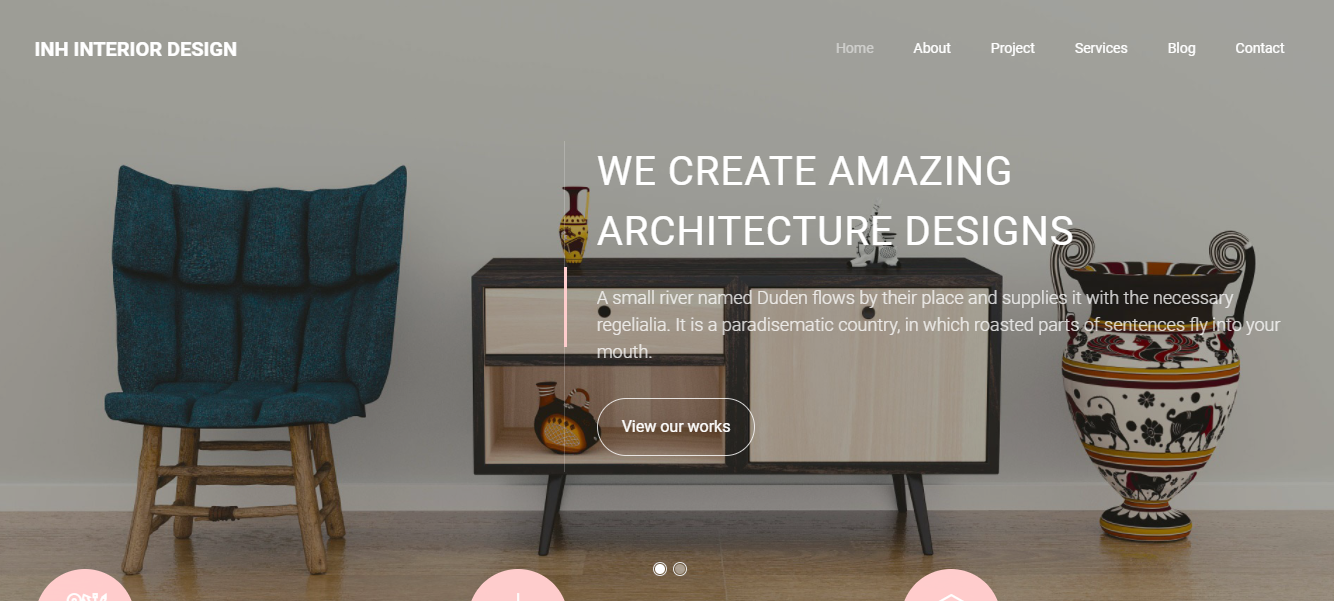 INH INTERIOR DESIGN
Home About Project Services Blog Contact
WE CREATE AMAZING
ARCHITECTURE DESIGNS
A small river named Duden flows by their place and supplies it with the necessary
regelialia. It is a paradisematic country, in which roasted parts of sentences fly into your
mouth.
View our works